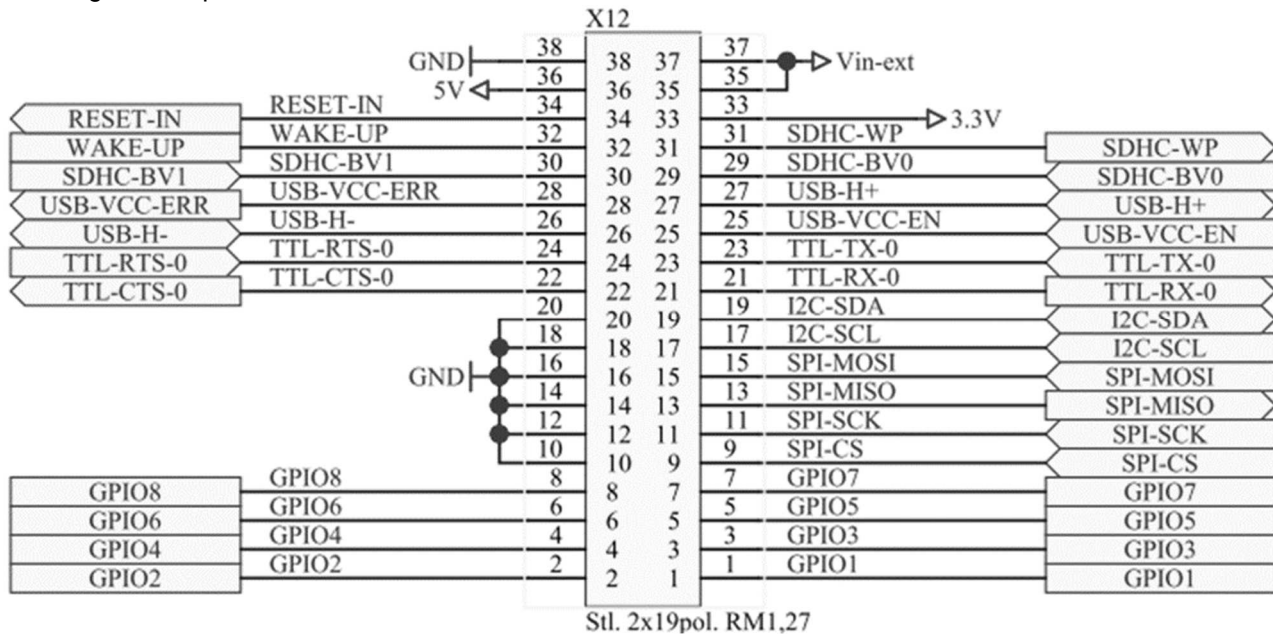 X12
38 38 37 37
GND Vin-ext
36 36 35 35
5V
34 RESET-IN RESET-IN 34 33 33 3.3V
WAKE-UP WAKE-UP 32 32 31 31 SDHC-WP SDHC-WP
SDHC-BV1 SDHC-BV1 30 30 29 29 SDHC-BV0 SDHC-BV0
USB-VCC-ERR USB-VCC-ERR 28 28 27 27 USB-H+ USB-H+
USB-H- USB-H- 26 26 25 25 USB-VCC-EN USB-VCC-EN
TTL-RTS-0 TTL-RTS-0 24 24 23 23 TTL-TX-0 TTL-TX-0
TTL-CTS-0 TTL-CTS-0 22 22 21 21 TTL-RX-0 TTL-RX-0
20 20 19 19 I2C-SDA I2C-SDA
18 18 17 17 I2C-SCL I2C-SCL
GND 16 16 15 15 SPI-MOSI SPI-MOSI
14 14 13 13 SPI-MISO SPI-MISO
12 12 11 11 SPI-SCK SPI-SCK
10 10 9 9 SPI-CS SPI-CS
GPIO8 GPIO8 8 8 7 7 GPIO7 GPIO7
GPIO6 GPIO6 6 6 5 5 GPIO5 GPIO5
GPIO4 GPIO4 4 4 3 3 GPIO3 GPIO3
GPIO2 GPIO2 2 2 1 1 GPIO1 GPIO1
Stl. 2x19pol. RM1,27